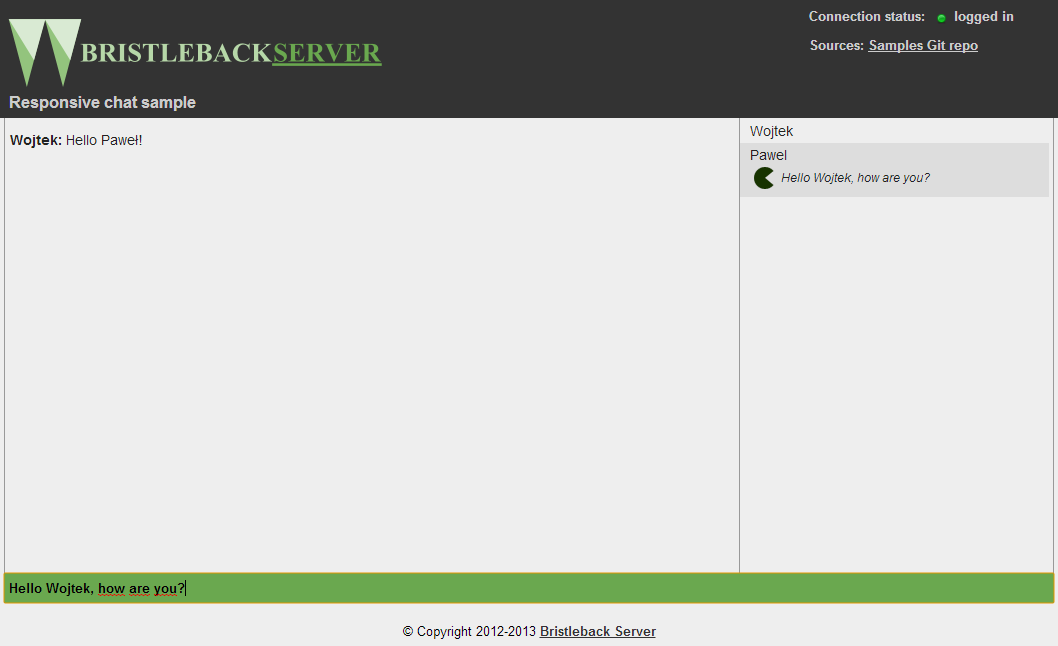 BRISTLEBACKSERVER
Responsive chat sample
Connection status: logged in
Sources: Samples Git repo
Wojtek: Hello Paweł!
Wojtek
Pawel
Hello Wojtek, how are you?
Hello Wojtek, how are you?
© Copyright 2012-2013 Bristleback Server